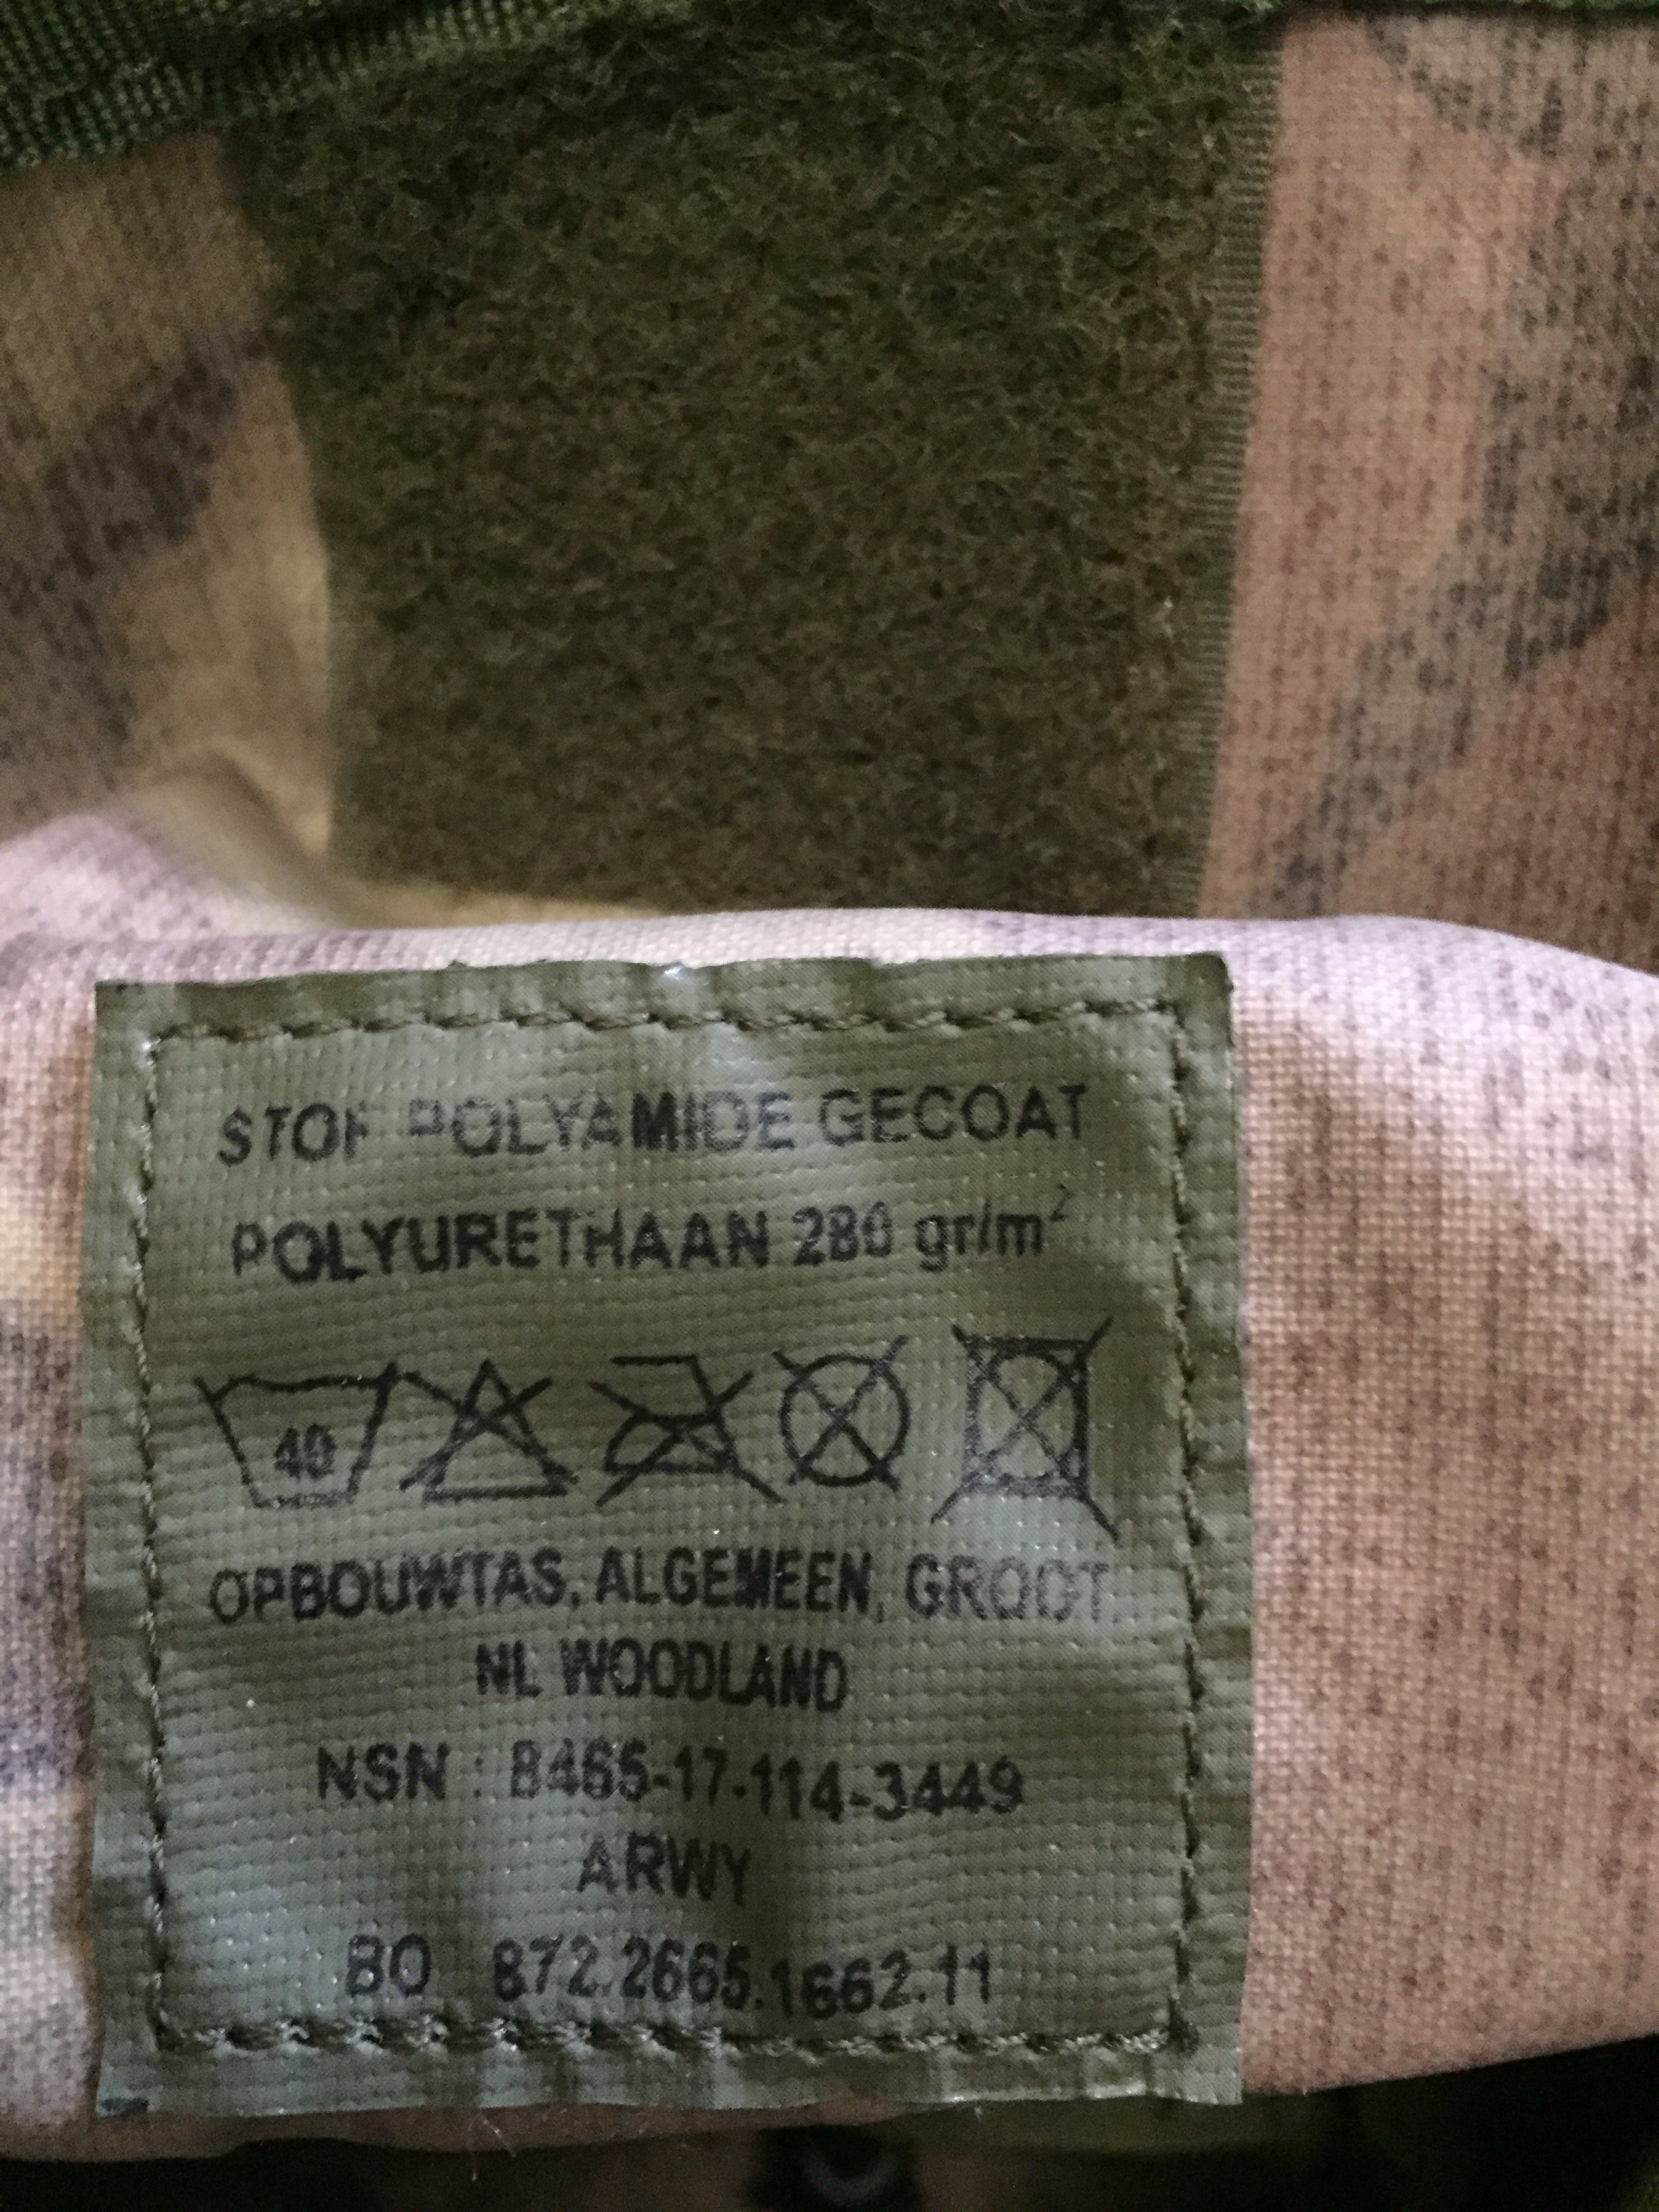 STOF POLYAMIDE GECOAT
POLYURETHAAN 280 gr/m²
40
OPBOUWTAS, ALGEMEEN, GROOT
NL WOODLAND
NSN : 8465-17-114-3449
ARWY
BO 872.2665.1662.11